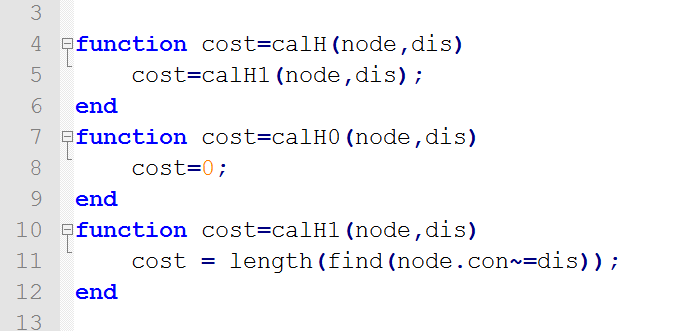 3
4 function cost=calH(node,dis)
5 cost=calH1(node,dis);
6 end
7 function cost=calH0(node,dis)
8 cost=0;
9 end
10 function cost=calH1(node,dis)
11 cost = length(find(node.con~=dis));
12 end
13